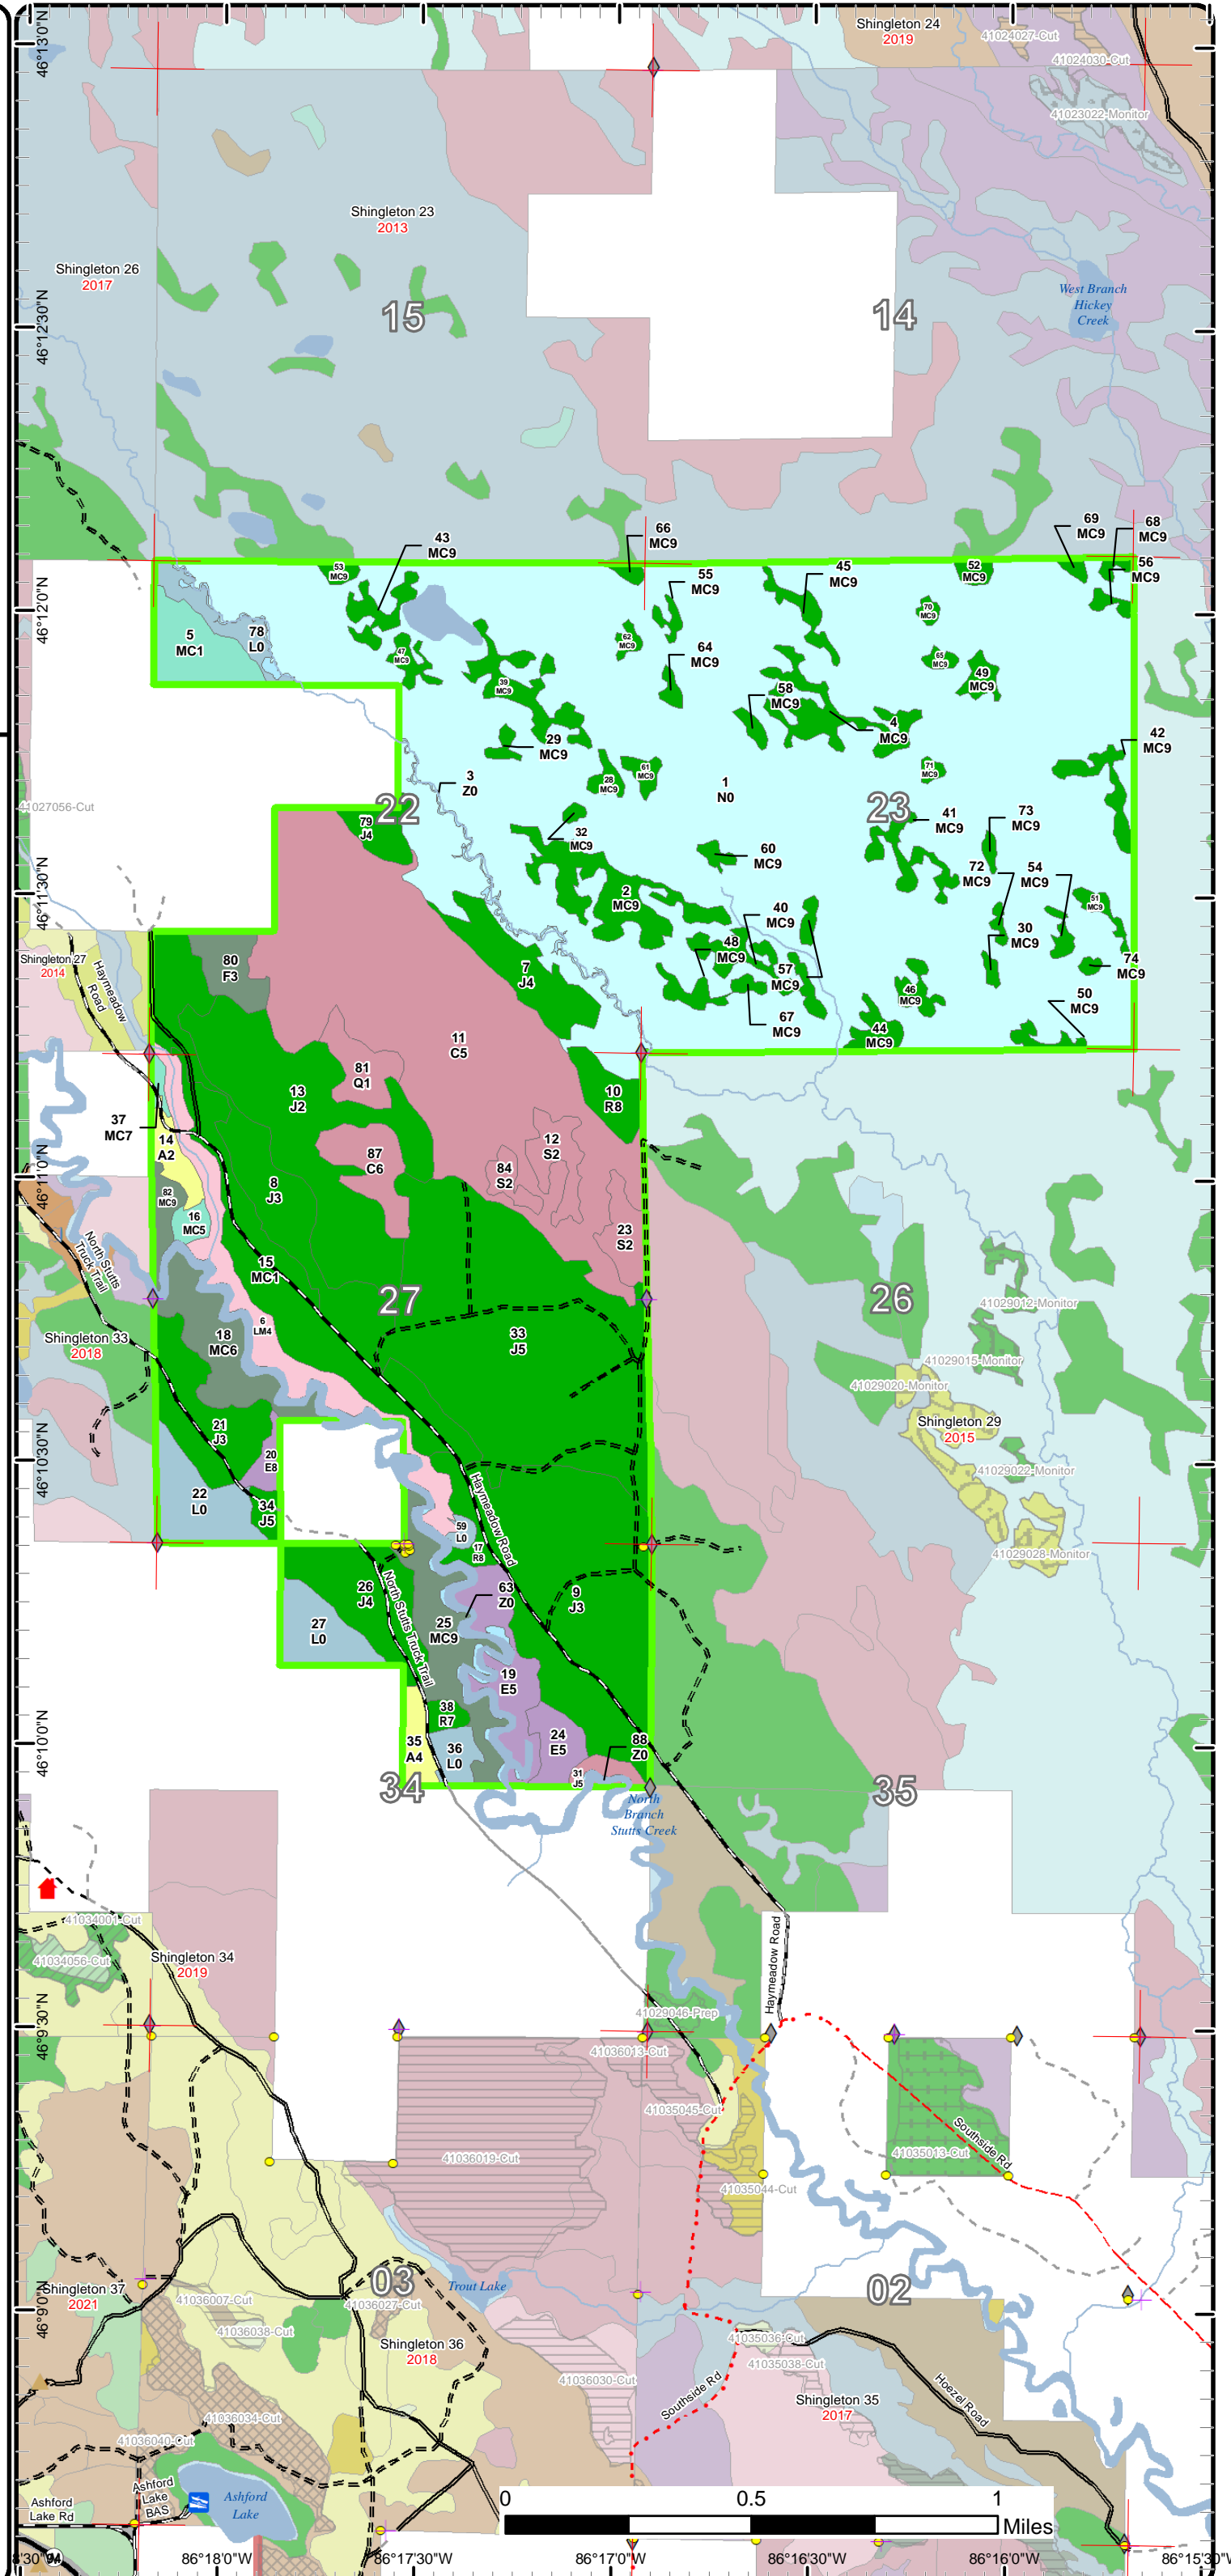 Shingleton 24
2019
41024027-Cut
41024030-Cut
41023022-Monitor
46°13'0"N
Shingleton 23
2013
Shingleton 26
2017
West Branch
Hickey
Creek
15
14
46°12'30"N
66
MC9
69
MC9
68
MC9
43
MC9
53
MC9
55
MC9
45
MC9
52
MC9
56
MC9
46°12'0"N
5
MC1
78
L0
47
MC9
62
MC9
70
MC9
64
MC9
65
MC9
39
MC9
49
MC9
58
MC9
4
MC9
29
MC9
42
MC9
3
Z0
28
MC9
61
MC9
71
MC9
1
N0
41027056-Cut
22
23
79
J4
32
MC9
41
MC9
73
MC9
60
MC9
72
MC9
54
MC9
46°11'30"N
2
MC9
51
MC9
40
MC9
30
MC9
48
MC9
57
MC9
74
MC9
Shingleton 27
2014
Haymeadow
Road
80
F3
7
J4
46
MC9
50
MC9
67
MC9
44
MC9
11
C5
81
Q1
13
J2
10
R8
37
MC7
14
A2
12
S2
87
C6
84
S2
46°11'0"N
82
MC9
8
J3
16
MC5
23
S2
North Stutts
Truck Trail
15
MC1
27
26
41029012-Monitor
6
LM4
18
MC6
33
J5
Shingleton 33
2018
41029015-Monitor
41029020-Monitor
Shingleton 29
2015
21
J3
20
E8
46°10'30"N
41029022-Monitor
22
L0
34
J5
Haymeadow Road
59
L0
17
R8
41029028-Monitor
26
J4
North Stutts Truck Trail
63
Z0
9
J3
27
L0
25
MC9
19
E5
38
R7
35
A4
36
L0
24
E5
88
Z0
46°10'0"N
31
J5
34
35
North
Branch
Stutts Creek
41034001-Cut
41034056-Cut
Shingleton 34
2019
Haymeadow Road
46°9'30"N
41029046-Prep
41036013-Cut
41035045-Cut
41036019-Cut
41035013-Cut
Southside Rd
41035044-Cut
Trout Lake
03
02
Shingleton 37
2021
46°9'0"N
41036007-Cut
41036027-Cut
41036038-Cut
Shingleton 36
2018
41035036-Cut
41035038-Cut
41036030-Cut
Southside Rd
Shingleton 35
2017
Hoezel Road
41036034-Cut
41036040-Cut
Ashford
Lake
BAS
Ashford
Lake
Ashford
Lake Rd
0
0.5
1
Miles
8'30"W
86°18'0"W
86°17'30"W
86°17'0"W
86°16'30"W
86°16'0"W
86°15'30"W